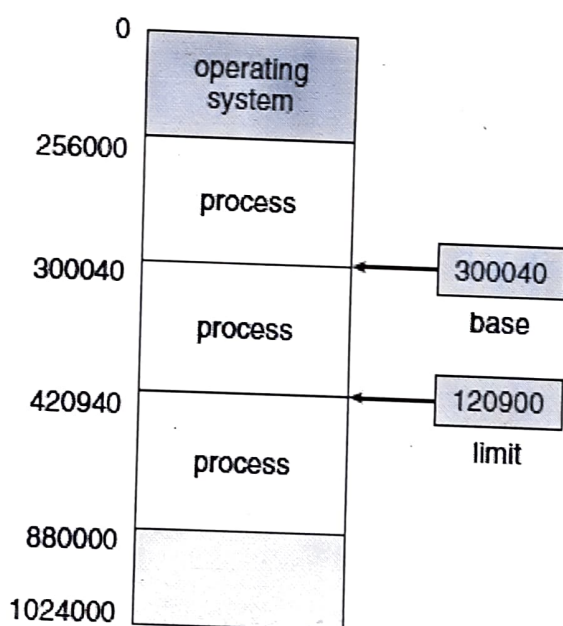 0
operating
system
256000
process
300040
300040
base
process
420940
120900
limit
process
880000
1024000